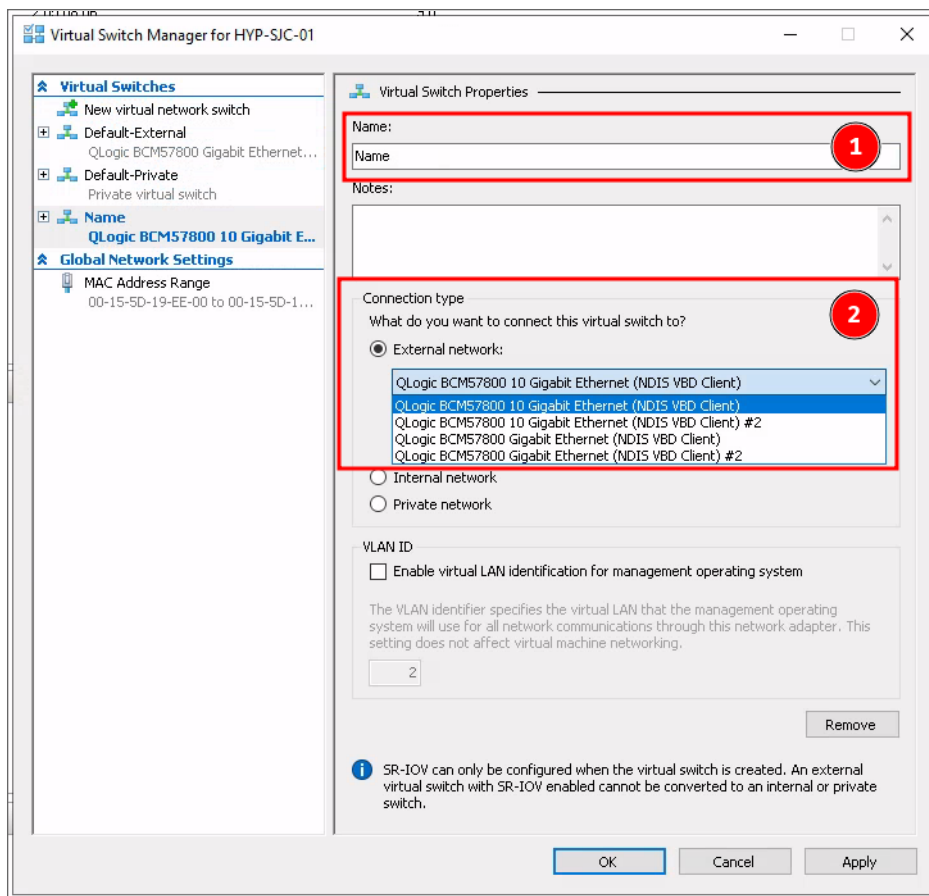 Virtual Switch Manager for HYP-SJC-01
Virtual Switches
New virtual network switch
Default-External
QLogic BCM57800 Gigabit Ethernet...
Default-Private
Private virtual switch
Name
QLogic BCM57800 10 Gigabit E...
Global Network Settings
MAC Address Range
00-15-5D-19-EE-00 to 00-15-5D-1...
Virtual Switch Properties
Name:
Name
1
Notes:
Connection type
2
What do you want to connect this virtual switch to?
External network:
QLogic BCM57800 10 Gigabit Ethernet (NDIS VBD Client)
QLogic BCM57800 10 Gigabit Ethernet (NDIS VBD Client)
QLogic BCM57800 10 Gigabit Ethernet (NDIS VBD Client) #2
QLogic BCM57800 Gigabit Ethernet (NDIS VBD Client)
QLogic BCM57800 Gigabit Ethernet (NDIS VBD Client) #2
Internal network
Private network
VLAN ID
Enable virtual LAN identification for management operating system
The VLAN identifier specifies the virtual LAN that the management operating
system will use for all network communications through this network adapter. This
setting does not affect virtual machine networking.
2
Remove
SR-IOV can only be configured when the virtual switch is created. An external
virtual switch with SR-IOV enabled cannot be converted to an internal or private
switch.
OK
Cancel
Apply